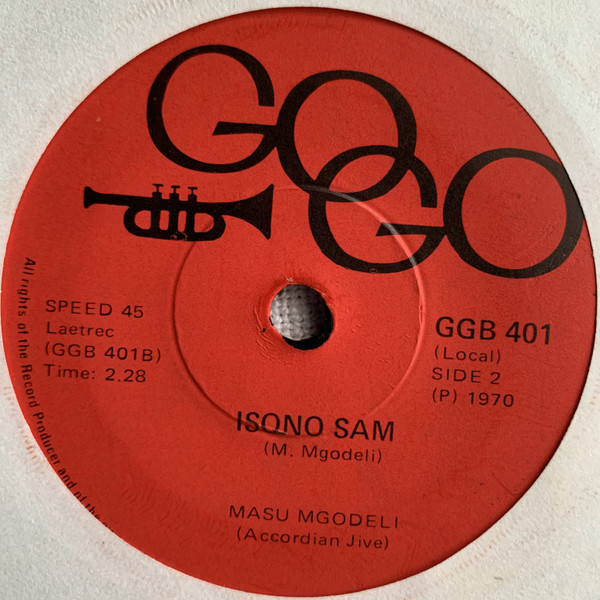 GO GO
SPEED 45
Laetrec
(GGB 401B)
Time: 2.28
GGB 401
(Local)
SIDE 2
(P) 1970
ISONO SAM
(M. Mgodeli)
MASU MGODELI
(Accordian Jive)
All rights of the Record Producer and of the